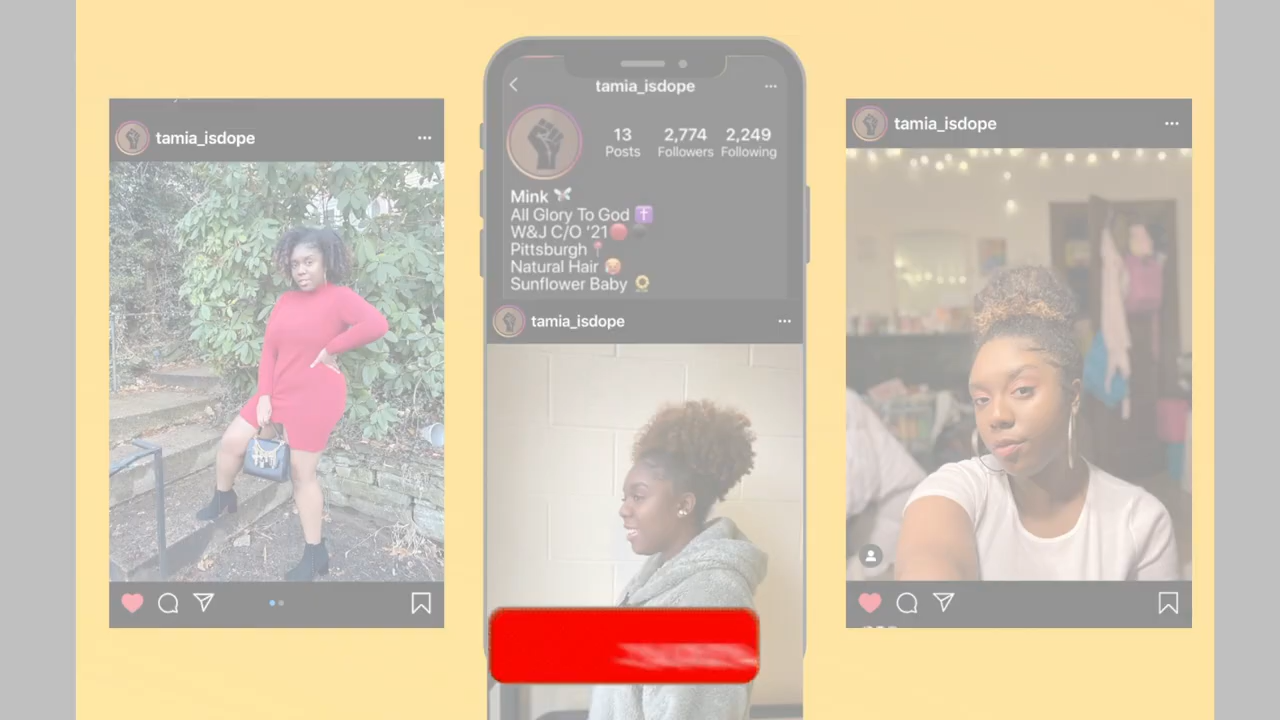 tamia_isdope
tamia_isdope
13
Posts
2,774
Followers
2,249
Following
Mink
All Glory To God
W&J C/O '21
Pittsburgh
Natural Hair
Sunflower Baby
tamia_isdope
tamia_isdope